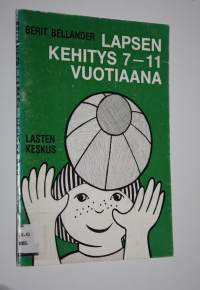 BERIT BELLANDER
LAPSEN
KEHITYS 7–11
VUOTIAANA
LASTEN
KESKUS